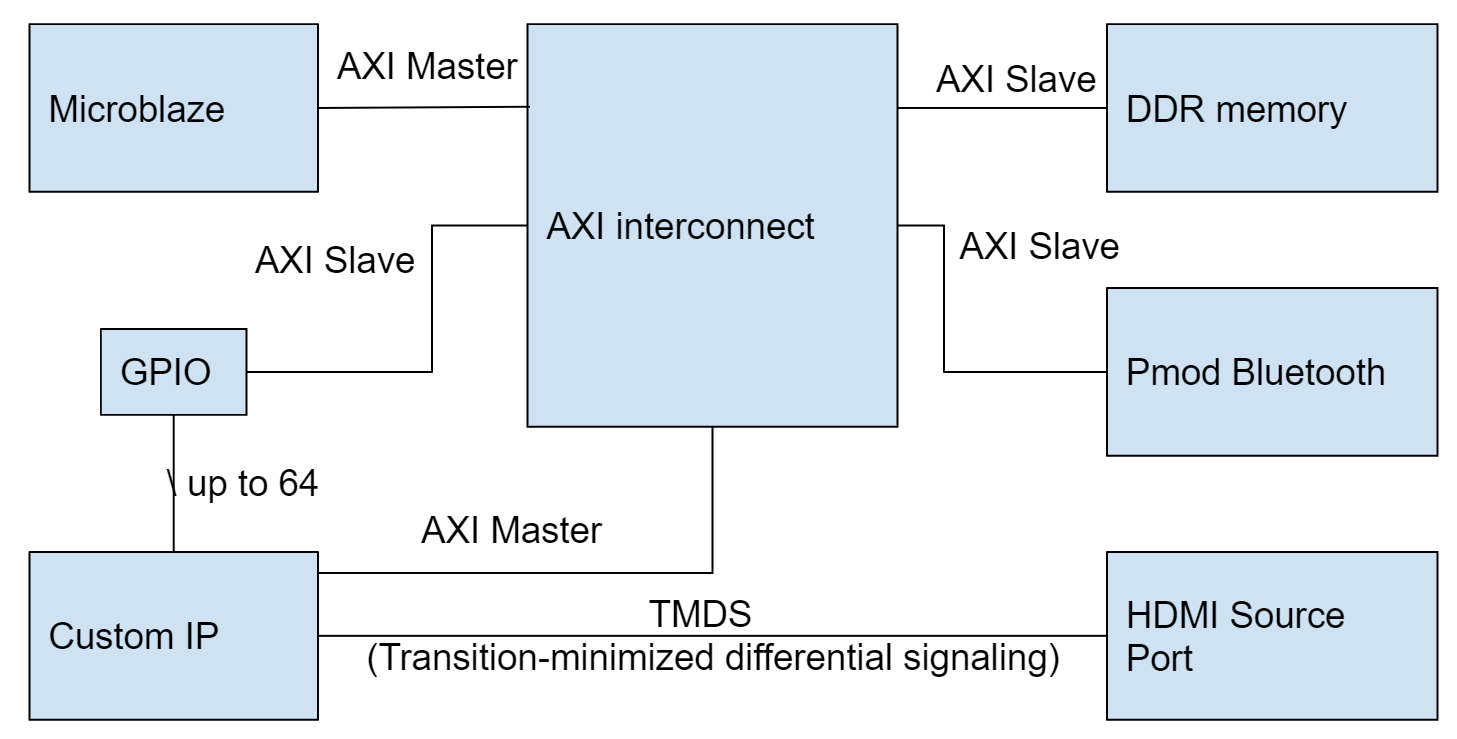 Microblaze
AXI Master
AXI interconnect
AXI Slave
DDR memory
AXI Slave
AXI Slave
GPIO
Pmod Bluetooth
\ up to 64
AXI Master
Custom IP
TMDS
(Transition-minimized differential signaling)
HDMI Source
Port